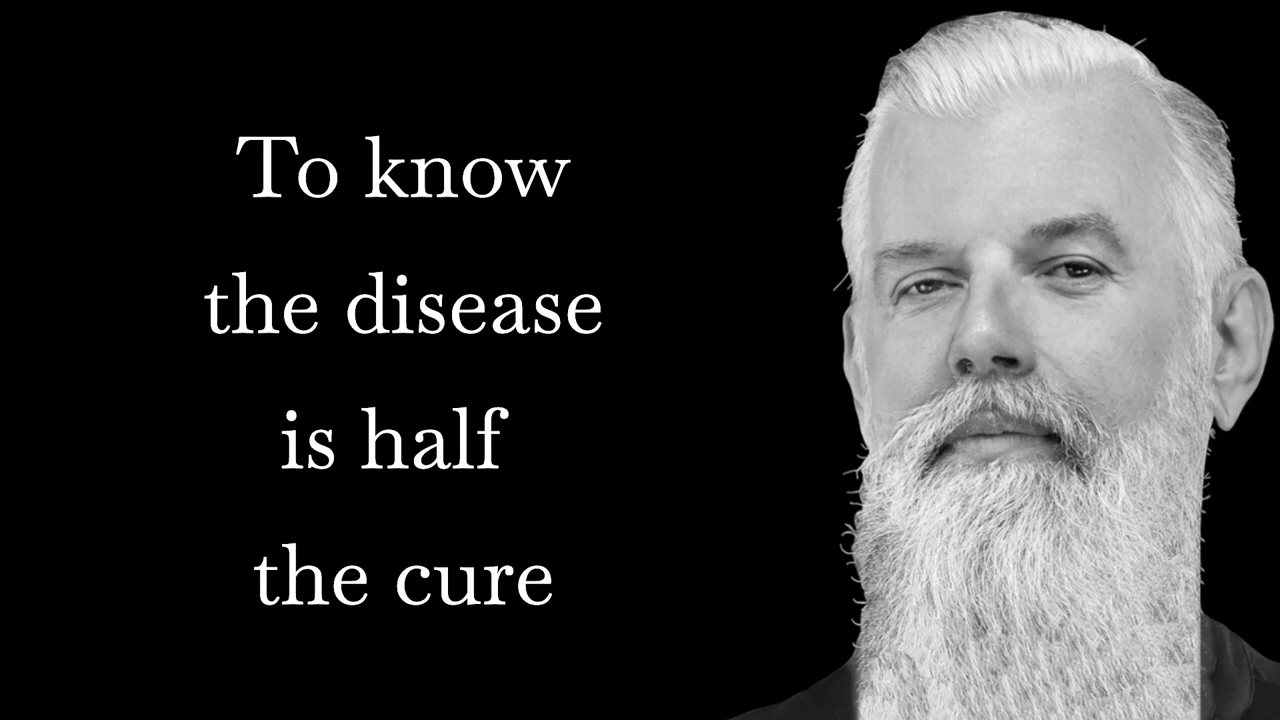 To know
the disease
is half
the cure